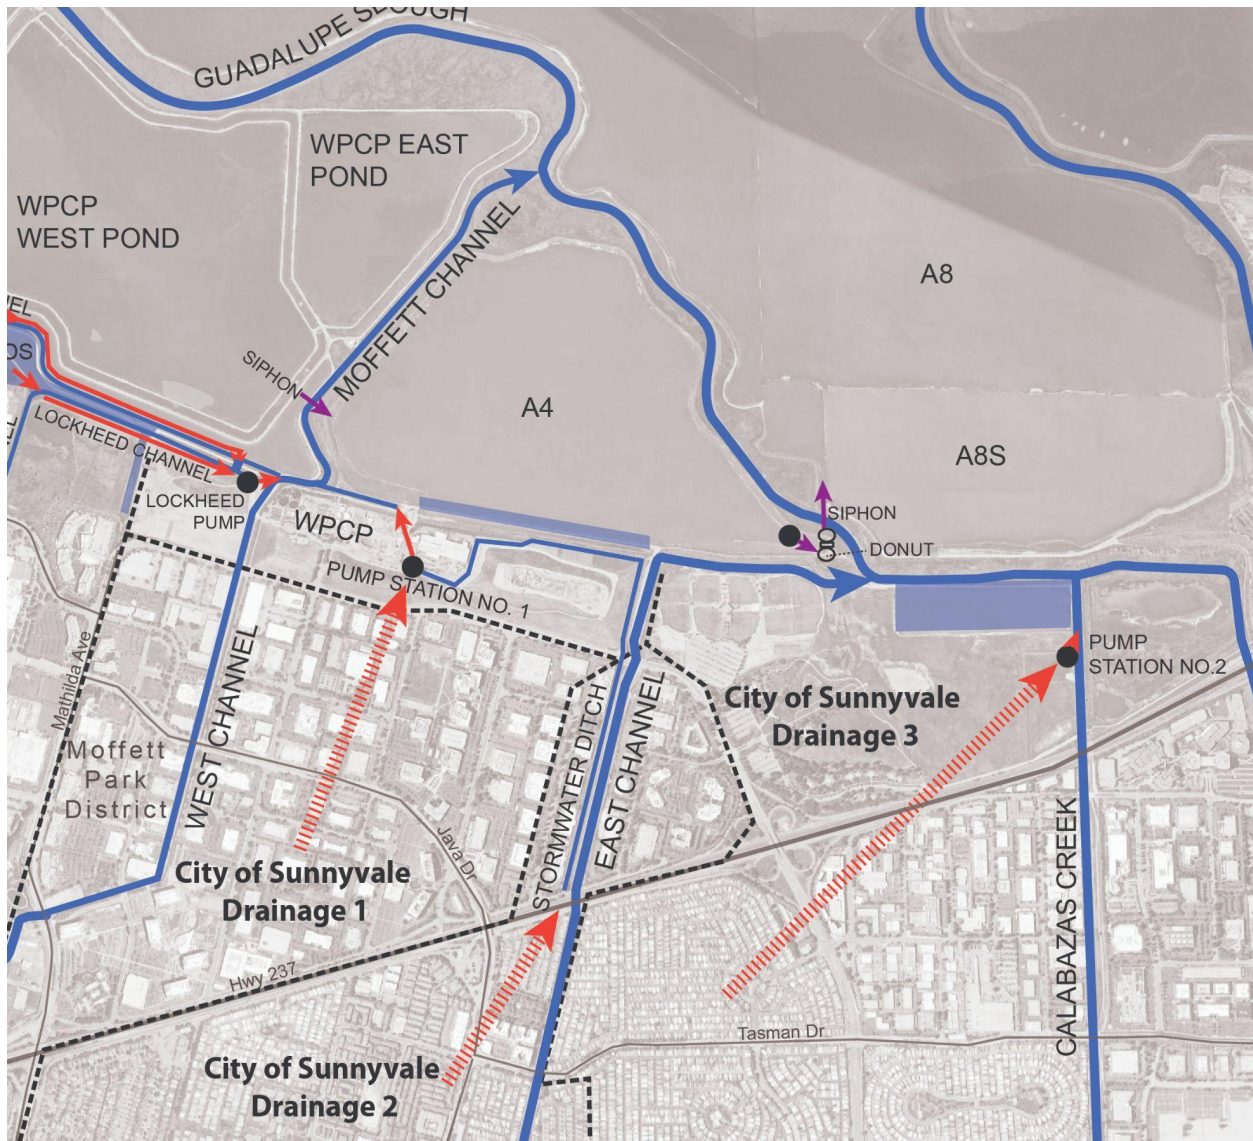 GUADALUPE SLOUGH
WPCP EAST
POND
WPCP
WEST POND
MOFFETT CHANNEL
A8
SIPHON
A4
A8S
LOCKHEED CHANNEL
LOCKHEED
PUMP
WPCP
SIPHON
DONUT
PUMP STATION NO. 1
PUMP
STATION NO.2
Mathilda Ave
WEST CHANNEL
City of Sunnyvale
Drainage 3
Moffett
Park
District
STORMWATER DITCH
EAST CHANNEL
Java Dr
CALABAZAS CREEK
City of Sunnyvale
Drainage 1
Hwy 237
Tasman Dr
City of Sunnyvale
Drainage 2